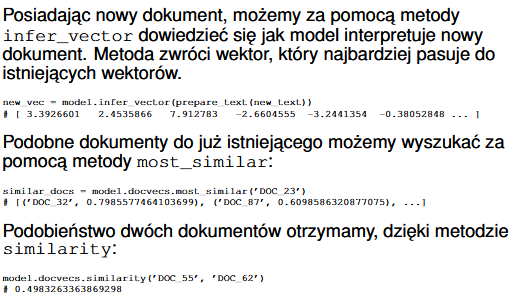 Posiadając nowy dokument, możemy za pomocą metody
infer_vector dowiedzieć się jak model interpretuje nowy
dokument. Metoda zwróci wektor, który najbardziej pasuje do
istniejących wektorów.
new_vec = model.infer_vector(prepare_text(new_text))
# [ 3.3926601 2.4535866 7.912783 −2.6604555 −3.2441354 −0.38052848 ... ]
Podobne dokumenty do już istniejącego możemy wyszukać za
pomocą metody most_similar:
similar_docs = model.docvecs.most_similar('DOC_23')
# [('DOC_32', 0.7985577464103699), ('DOC_87', 0.6098586320877075), ...]
Podobieństwo dwóch dokumentów otrzymamy, dzięki metodzie
similarity:
model.docvecs.similarity('DOC_55', 'DOC_62')
# 0.4983263363869298